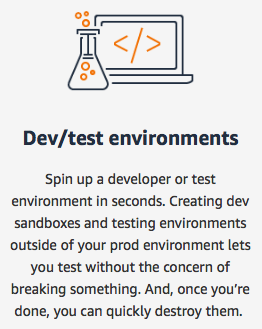 </>
Dev/test environments
Spin up a developer or test
environment in seconds. Creating dev
sandboxes and testing environments
outside of your prod environment lets
you test without the concern of
breaking something. And, once you’re
done, you can quickly destroy them.